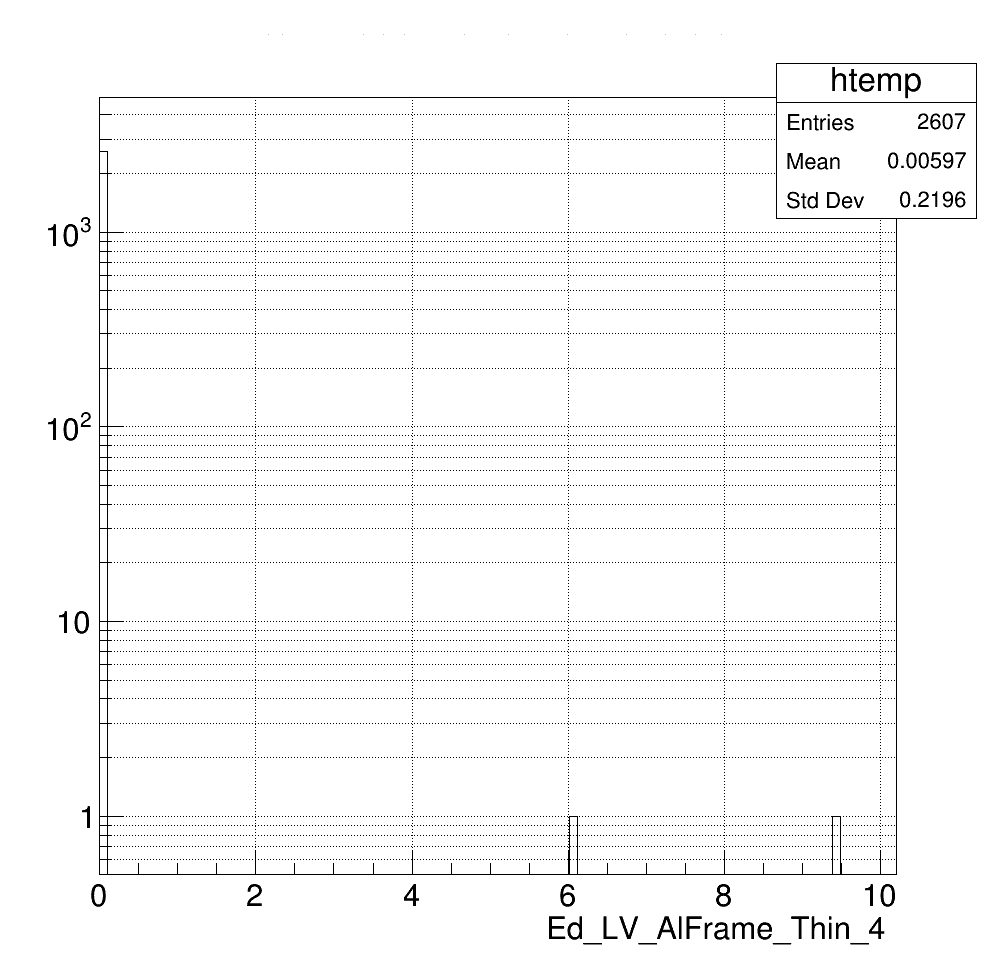 htemp
Entries 2607
Mean 0.00597
Std Dev 0.2196
10³
10²
10
1
0 2 4 6 8 10
Ed_LV_AlFrame_Thin_4